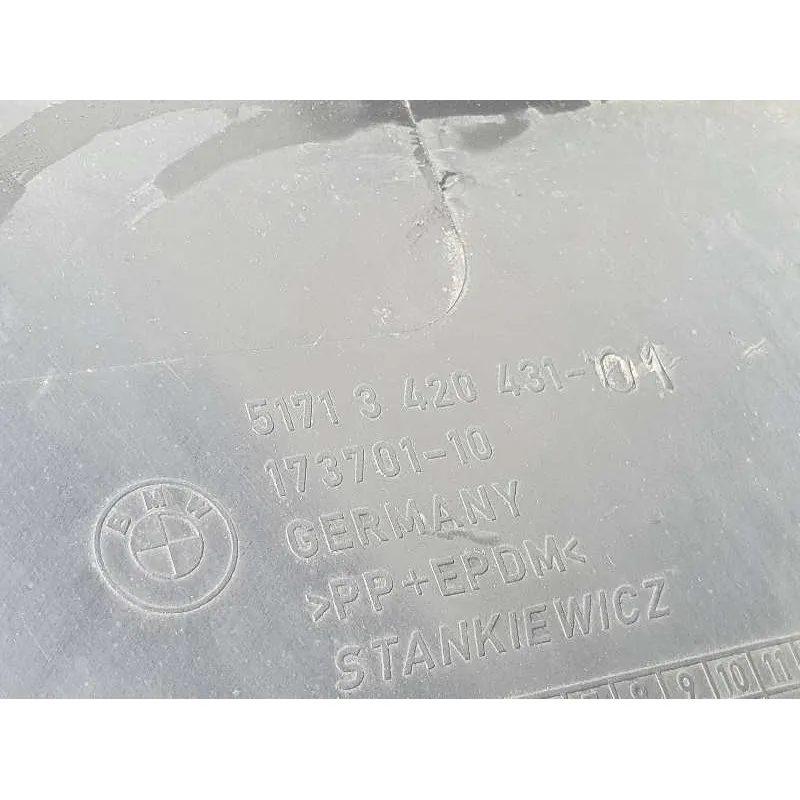 5171 3 420 431-01
173701-10
GERMANY
>PP+EPDM<
STANKIEWICZ
BMW
8 9 10 11